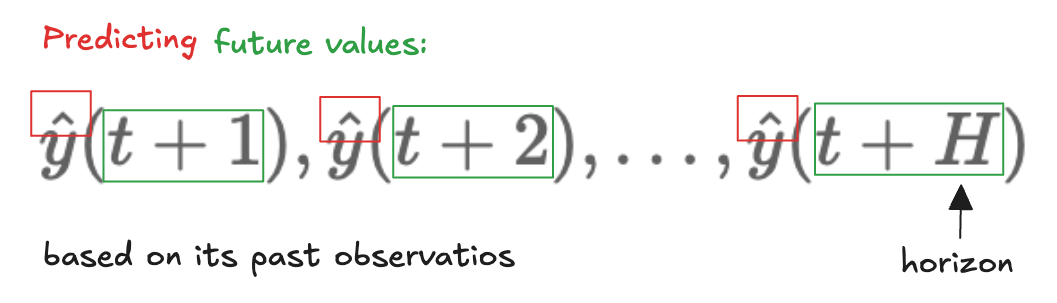 Predicting future values:
ŷ(t + 1), ŷ(t + 2), . . . , ŷ(t + H)
based on its past observatios
horizon